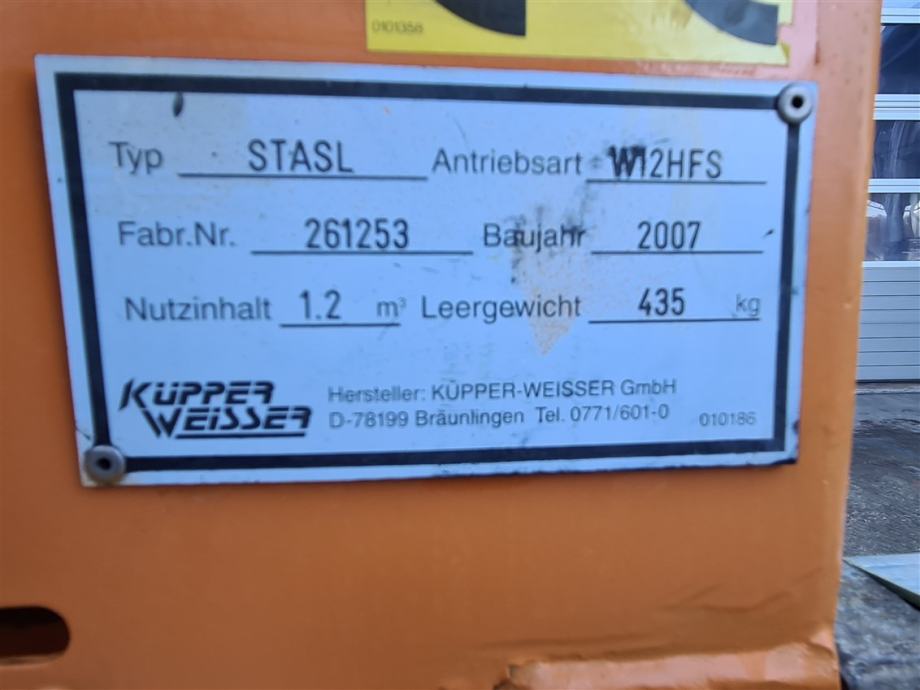 0101358
Typ STASL Antriebsart W12HFS
Fabr.Nr. 261253 Baujahr 2007
Nutzinhalt 1.2 m³ Leergewicht 435 kg
KÜPPER WEISSER
Hersteller: KÜPPER-WEISSER GmbH
D-78199 Bräunlingen Tel. 0771/601-0 010186